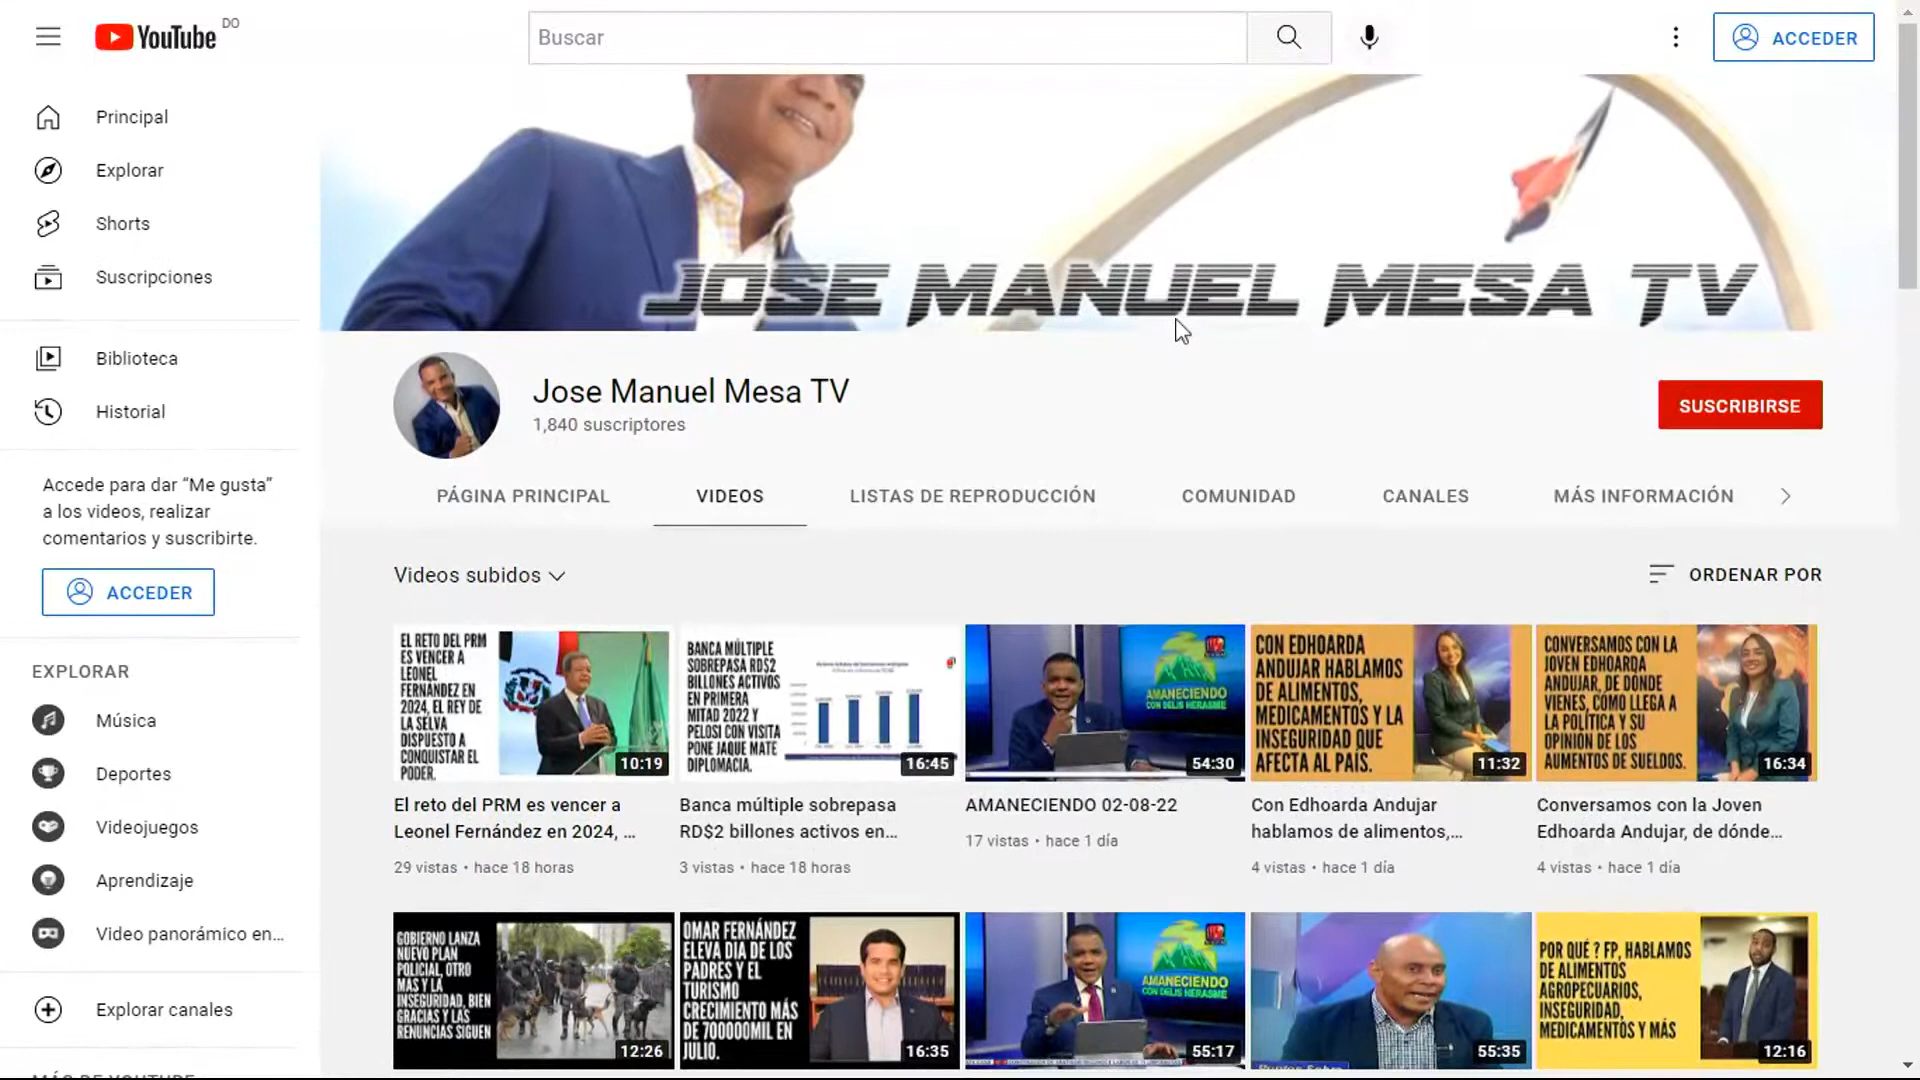 YouTube DO
Buscar
ACCEDER
Principal
Explorar
Shorts
Suscripciones
Biblioteca
Historial
Accede para dar “Me gusta”
a los videos, realizar
comentarios y suscribirte.
ACCEDER
EXPLORAR
Música
Deportes
Videojuegos
Aprendizaje
Video panorámico en...
Explorar canales
MÁS DE YOUTUBE
JOSE MANUEL MESA TV
Jose Manuel Mesa TV
1,840 suscriptores
SUSCRIBIRSE
PÁGINA PRINCIPAL
VIDEOS
LISTAS DE REPRODUCCIÓN
COMUNIDAD
CANALES
MÁS INFORMACIÓN
Videos subidos
ORDENAR POR
EL RETO DEL PRM
ES VENCER A
LEONEL
FERNÁNDEZ EN
2024, EL REY DE
LA SELVA
DISPUESTO A
CONQUISTAR EL
PODER.
10:19
El reto del PRM es vencer a
Leonel Fernández en 2024, ...
29 vistas • hace 18 horas
BANCA MÚLTIPLE
SOBREPASA RD$2
BILLONES ACTIVOS
EN PRIMERA
MITAD 2022 Y
PELOSI CON VISITA
PONE JAQUE MATE
DIPLOMACIA.
16:45
Banca múltiple sobrepasa
RD$2 billones activos en...
3 vistas • hace 18 horas
AMANECIENDO
CON DELIS HERASME
54:30
AMANECIENDO 02-08-22
17 vistas • hace 1 día
CON EDHOARDA
ANDUJAR HABLAMOS
DE ALIMENTOS,
MEDICAMENTOS Y LA
INSEGURIDAD QUE
AFECTA AL PAÍS.
11:32
Con Edhoarda Andujar
hablamos de alimentos,...
4 vistas • hace 1 día
CONVERSAMOS CON LA
JOVEN EDHOARDA
ANDUJAR, DE DÓNDE
VIENES, CÓMO LLEGA A
LA POLÍTICA Y SU
OPINIÓN DE LOS
AUMENTOS DE SUELDOS.
16:34
Conversamos con la Joven
Edhoarda Andujar, de dónde...
4 vistas • hace 1 día
GOBIERNO LANZA
NUEVO PLAN
POLICIAL, OTRO
MAS Y LA
INSEGURIDAD, BIEN
GRACIAS Y LAS
RENUNCIAS SIGUEN
12:26
OMAR FERNÁNDEZ
ELEVA DIA DE LOS
PADRES Y EL
TURISMO
CRECIMIENTO MÁS
DE 7000000MIL EN
JULIO.
16:35
AMANECIENDO
CON DELIS HERASME
55:17
55:35
POR QUÉ ? FP, HABLAMOS
DE ALIMENTOS
AGROPECUARIOS,
INSEGURIDAD,
MEDICAMENTOS Y MÁS
12:16